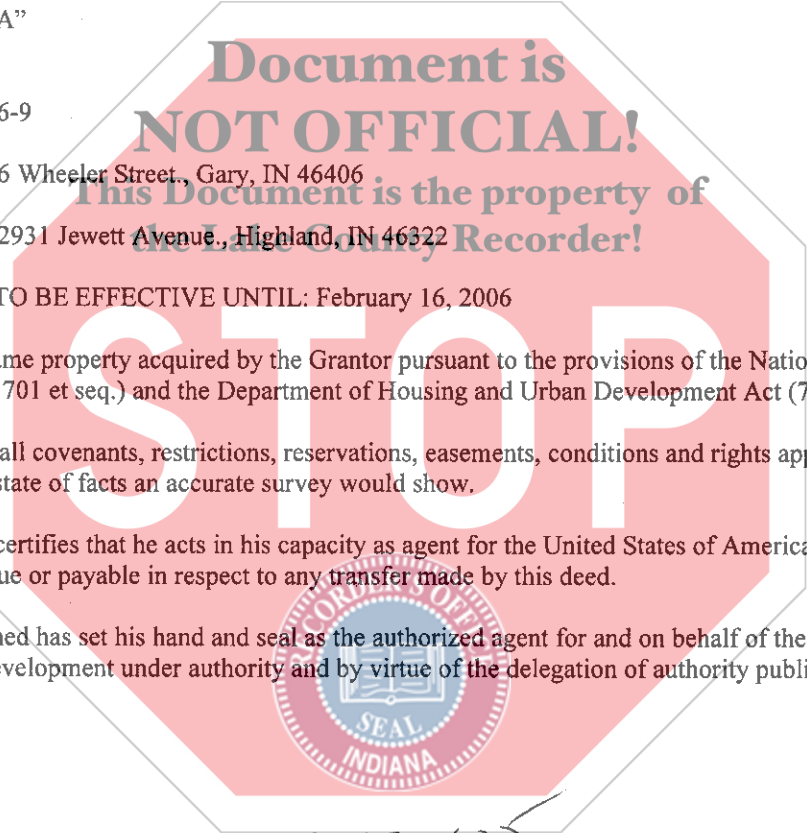 A”
Document is
NOT OFFICIAL!
6-9
6 Wheeler Street., Gary, IN 46406
This Document is the property of
the Lake County Recorder!
2931 Jewett Avenue., Highland, IN 46322
TO BE EFFECTIVE UNTIL: February 16, 2006
STOP
me property acquired by the Grantor pursuant to the provisions of the Natio
701 et seq.) and the Department of Housing and Urban Development Act (7
all covenants, restrictions, reservations, easements, conditions and rights app
state of facts an accurate survey would show.
certifies that he acts in his capacity as agent for the United States of America
ue or payable in respect to any transfer made by this deed.
ned has set his hand and seal as the authorized agent for and on behalf of the
evelopment under authority and by virtue of the delegation of authority publi
RECORDER'S OFFICE
SEAL
INDIANA